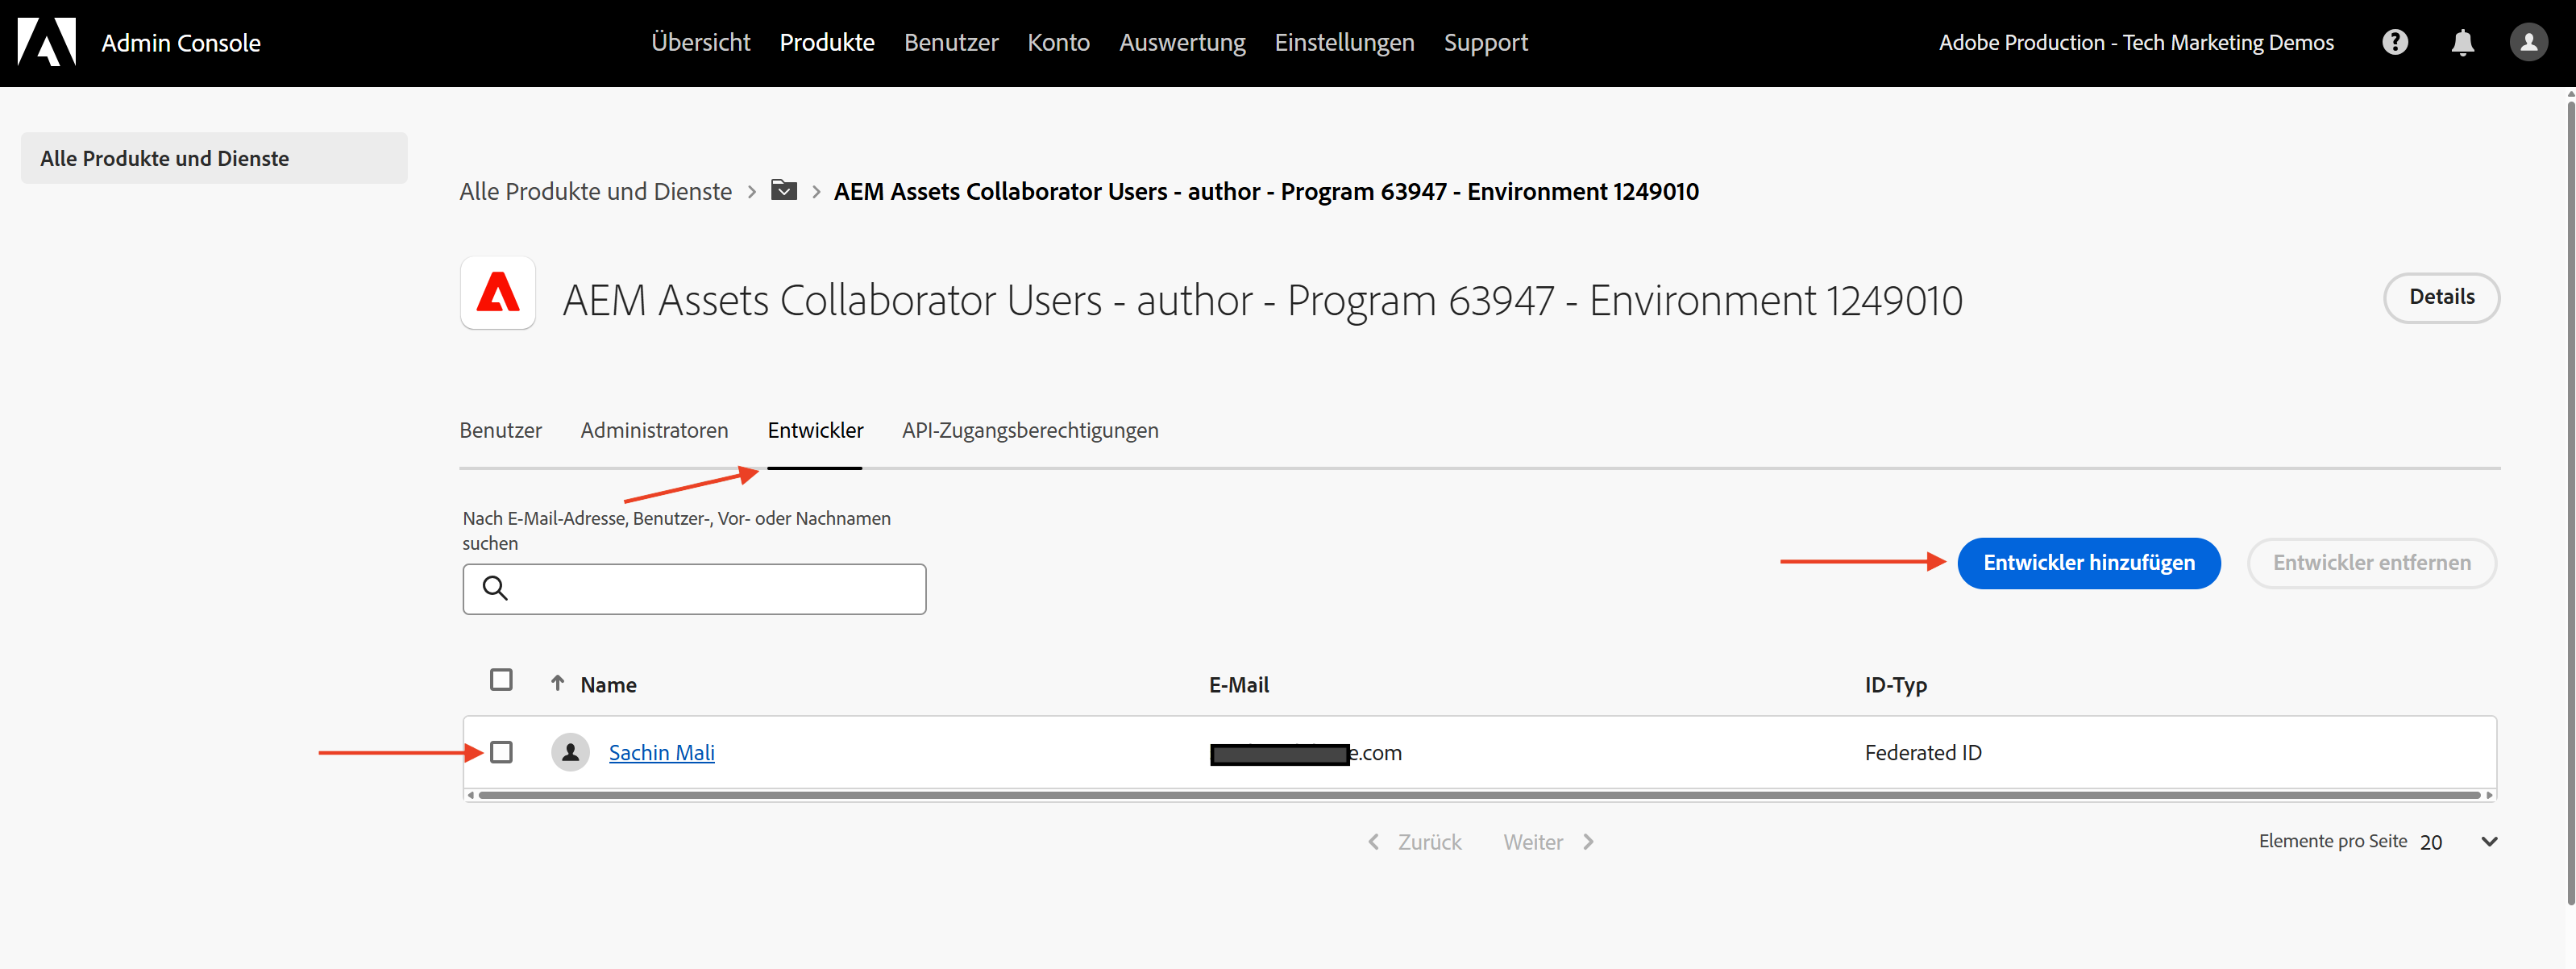 Admin Console
Übersicht Produkte Benutzer Konto Auswertung Einstellungen Support
Adobe Production - Tech Marketing Demos
Alle Produkte und Dienste
Alle Produkte und Dienste > > AEM Assets Collaborator Users - author - Program 63947 - Environment 1249010
AEM Assets Collaborator Users - author - Program 63947 - Environment 1249010
Details
Benutzer Administratoren Entwickler API-Zugangsberechtigungen
Nach E-Mail-Adresse, Benutzer-, Vor- oder Nachnamen
suchen
Entwickler hinzufügen Entwickler entfernen
Name E-Mail ID-Typ
Sachin Mali e.com Federated ID
Zurück Weiter
Elemente pro Seite 20